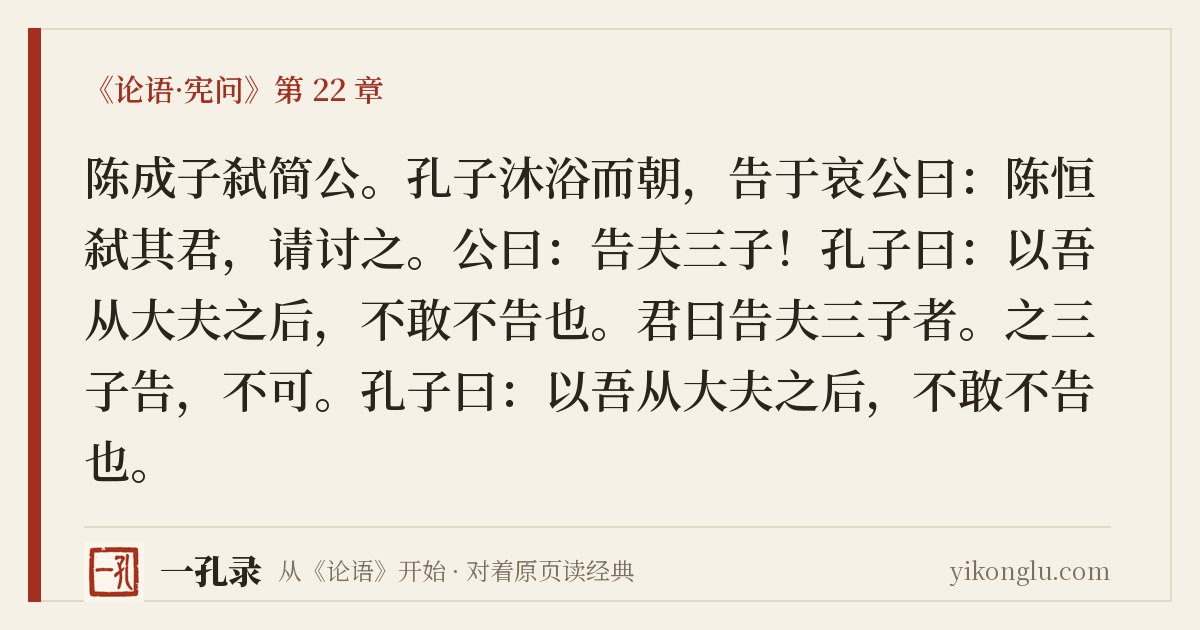 《论语·宪问》第 22 章
陈成子弑简公。孔子沐浴而朝，告于哀公曰：陈恒
弑其君，请讨之。公曰：告夫三子！孔子曰：以吾
从大夫之后，不敢不告也。君曰告夫三子者。之三
子告，不可。孔子曰：以吾从大夫之后，不敢不告
也。
一孔
一孔录 从《论语》开始 · 对着原页读经典 yikonglu.com